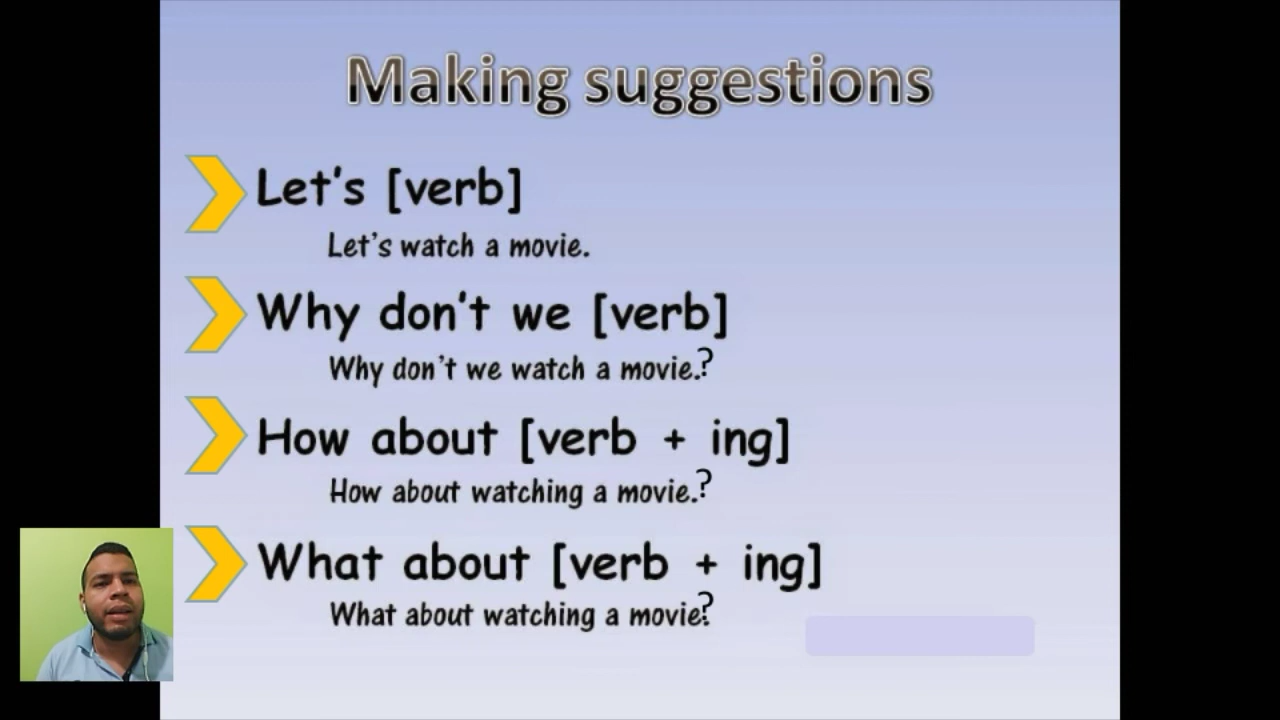 Making suggestions
Let's [verb]
Let's watch a movie.
Why don't we [verb]
Why don't we watch a movie.?
How about [verb + ing]
How about watching a movie.?
What about [verb + ing]
What about watching a movie.?